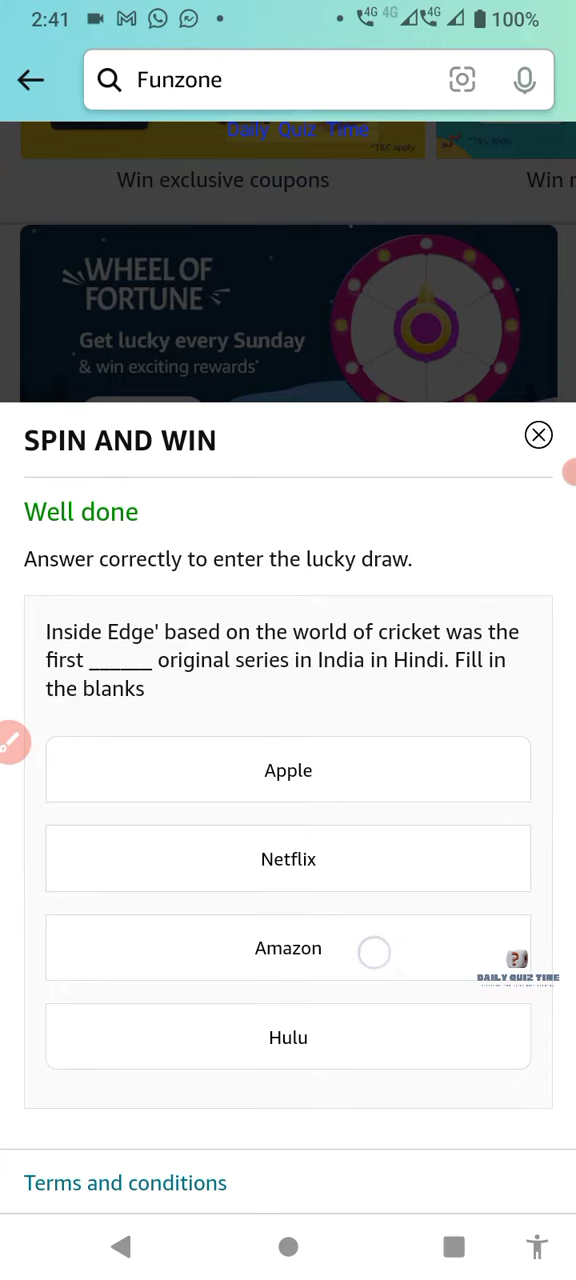 2:41
4G 4G 4G 100%
Funzone
Daily Quiz Time
*T&C apply
*T&C apply
Win exclusive coupons
Win r
WHEEL OF
FORTUNE
Get lucky every Sunday
& win exciting rewards*
SPIN AND WIN
Well done
Answer correctly to enter the lucky draw.
Inside Edge' based on the world of cricket was the
first ______ original series in India in Hindi. Fill in
the blanks
Apple
Netflix
Amazon
DAILY QUIZ TIME
Hulu
Terms and conditions